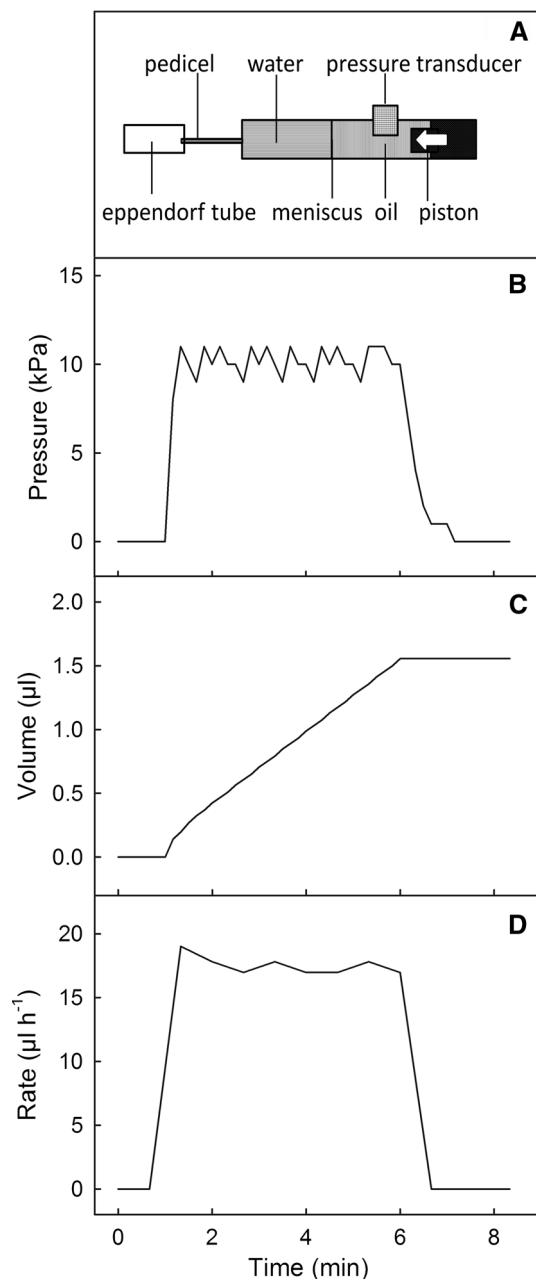 A
pedicel water pressure transducer
eppendorf tube meniscus oil piston
B
15
10
5
0
Pressure (kPa)
C
2.0
1.5
1.0
0.5
0.0
Volume (µl)
D
20
15
10
5
0
Rate (µl h⁻¹)
0 2 4 6 8
Time (min)